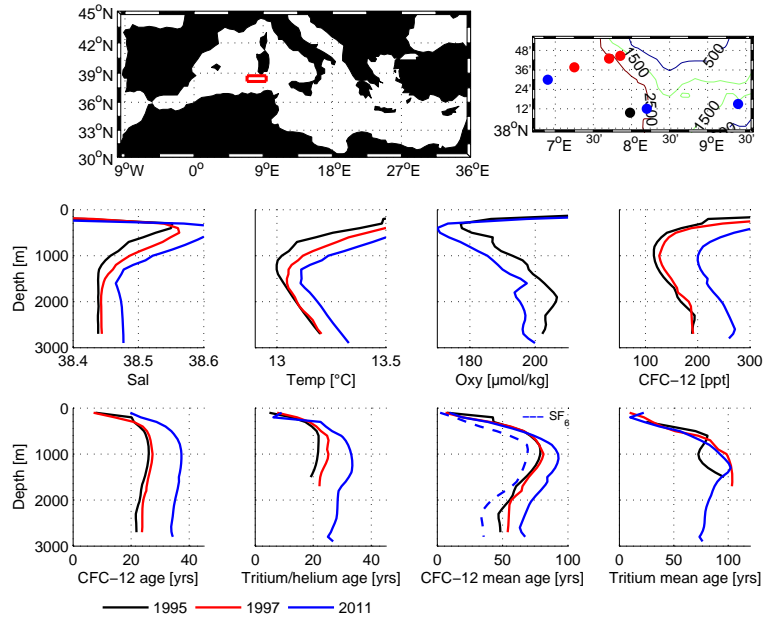 45°N
42°N
39°N
36°N
33°N
30°N
9°W 0° 9°E 18°E 27°E 36°E
48'
36'
24'
12'
38°N
7°E 30' 8°E 30' 9°E 30'
1500
500
2500
1500
0
1000
2000
3000
Depth [m]
38.4 38.5 38.6
Sal
13 13.5
Temp [°C]
180 200
Oxy [µmol/kg]
100 200 300
CFC−12 [ppt]
0
1000
2000
3000
Depth [m]
0 20 40
CFC−12 age [yrs]
0 20 40
Tritium/helium age [yrs]
SF6
0 50 100
CFC−12 mean age [yrs]
0 50 100
Tritium mean age [yrs]
1995 1997 2011